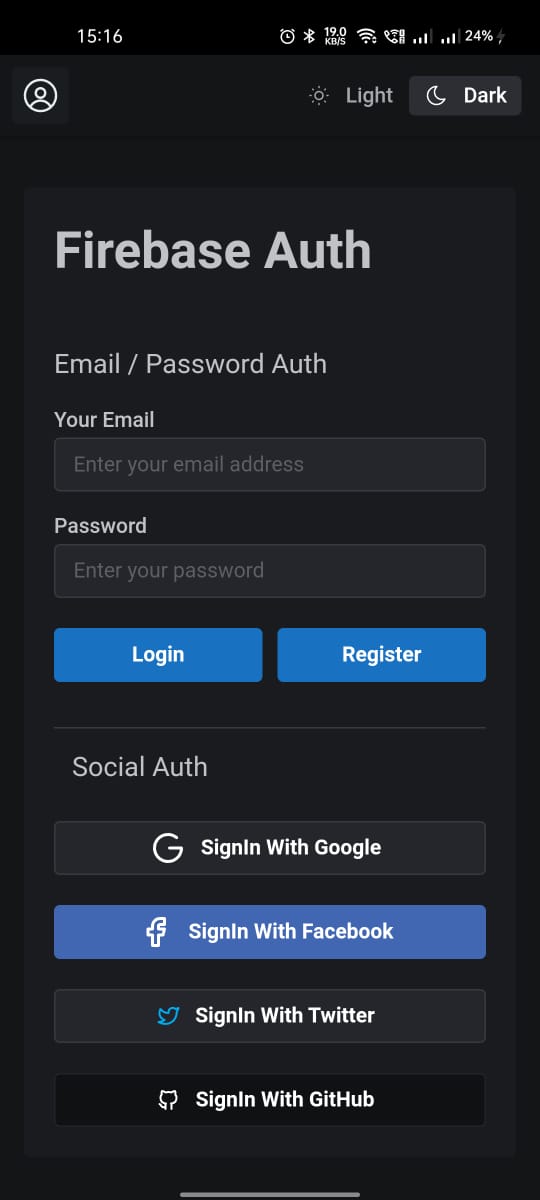 15:16 19.0 KB/S 24%
Light Dark
Firebase Auth
Email / Password Auth
Your Email
Enter your email address
Password
Enter your password
Login Register
Social Auth
SignIn With Google
SignIn With Facebook
SignIn With Twitter
SignIn With GitHub